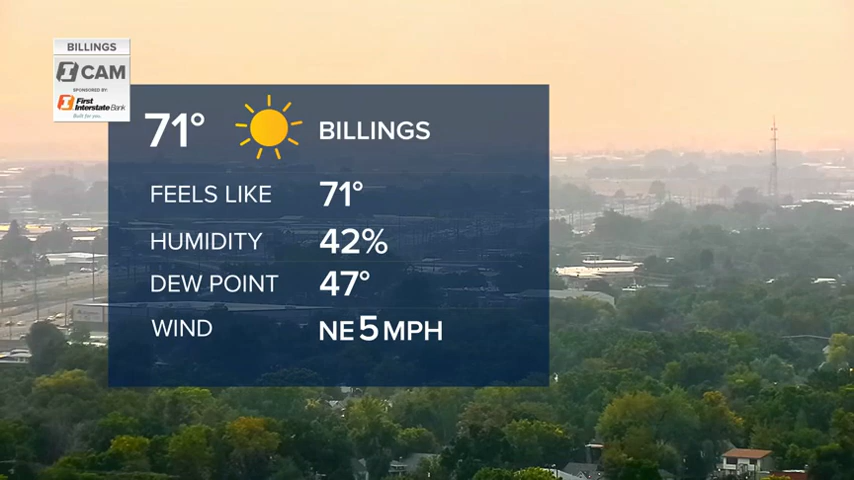 BILLINGS
I CAM
SPONSORED BY:
First
Interstate Bank
Built for you.
71° BILLINGS
FEELS LIKE 71°
HUMIDITY 42%
DEW POINT 47°
WIND NE 5 MPH